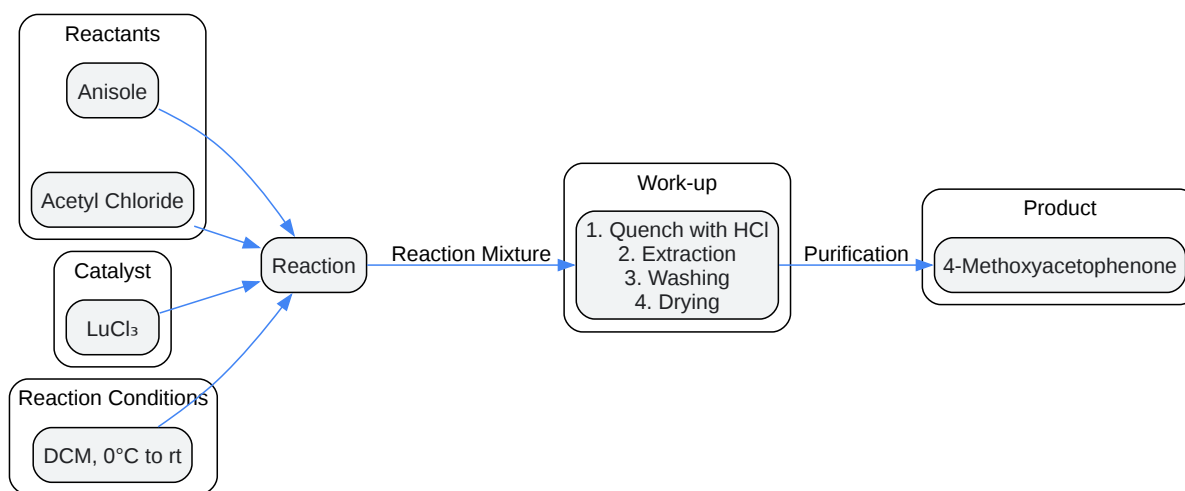 Reactants
Anisole
Acetyl Chloride
Catalyst
LuCl₃
Reaction Conditions
DCM, 0°C to rt
Reaction
Reaction Mixture
Work-up
1. Quench with HCl
2. Extraction
3. Washing
4. Drying
Purification
Product
4-Methoxyacetophenone